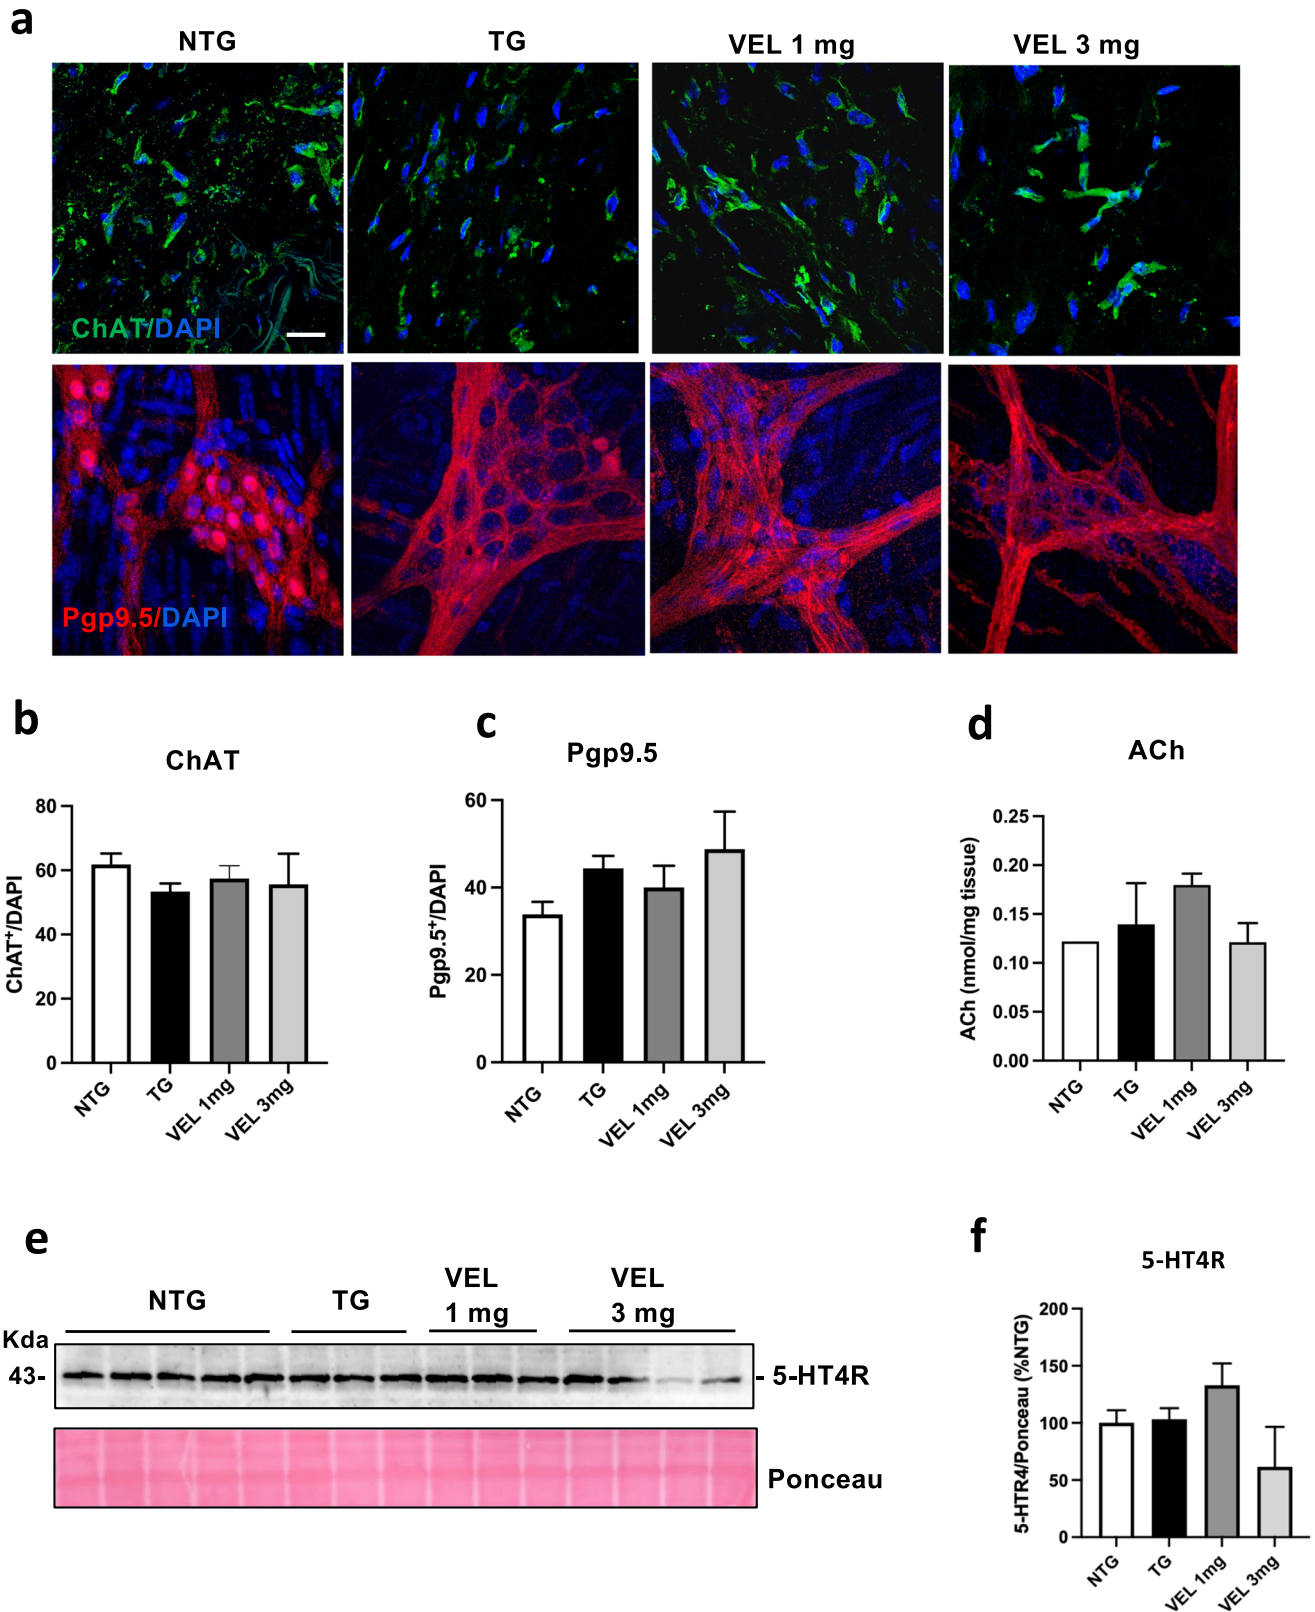 a
NTG
TG
VEL 1 mg
VEL 3 mg
ChAT/DAPI
Pgp9.5/DAPI
b
ChAT
ChAT⁺/DAPI
80
60
40
20
0
NTG
TG
VEL 1mg
VEL 3mg
c
Pgp9.5
Pgp9.5⁺/DAPI
60
40
20
0
NTG
TG
VEL 1mg
VEL 3mg
d
ACh
ACh (nmol/mg tissue)
0.25
0.20
0.15
0.10
0.05
0.00
NTG
TG
VEL 1mg
VEL 3mg
e
NTG
TG
VEL
1 mg
VEL
3 mg
Kda
43-
- 5-HT4R
Ponceau
f
5-HT4R
5-HTR4/Ponceau (%NTG)
200
150
100
50
0
NTG
TG
VEL 1mg
VEL 3mg